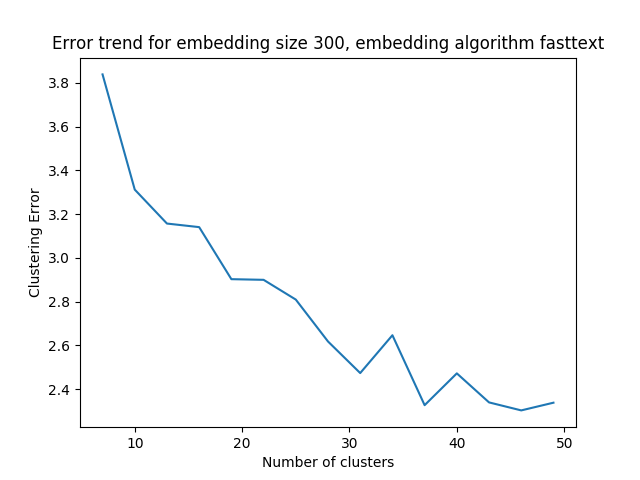 Error trend for embedding size 300, embedding algorithm fasttext
3.8
3.6
3.4
3.2
3.0
2.8
2.6
2.4
Clustering Error
10 20 30 40 50
Number of clusters